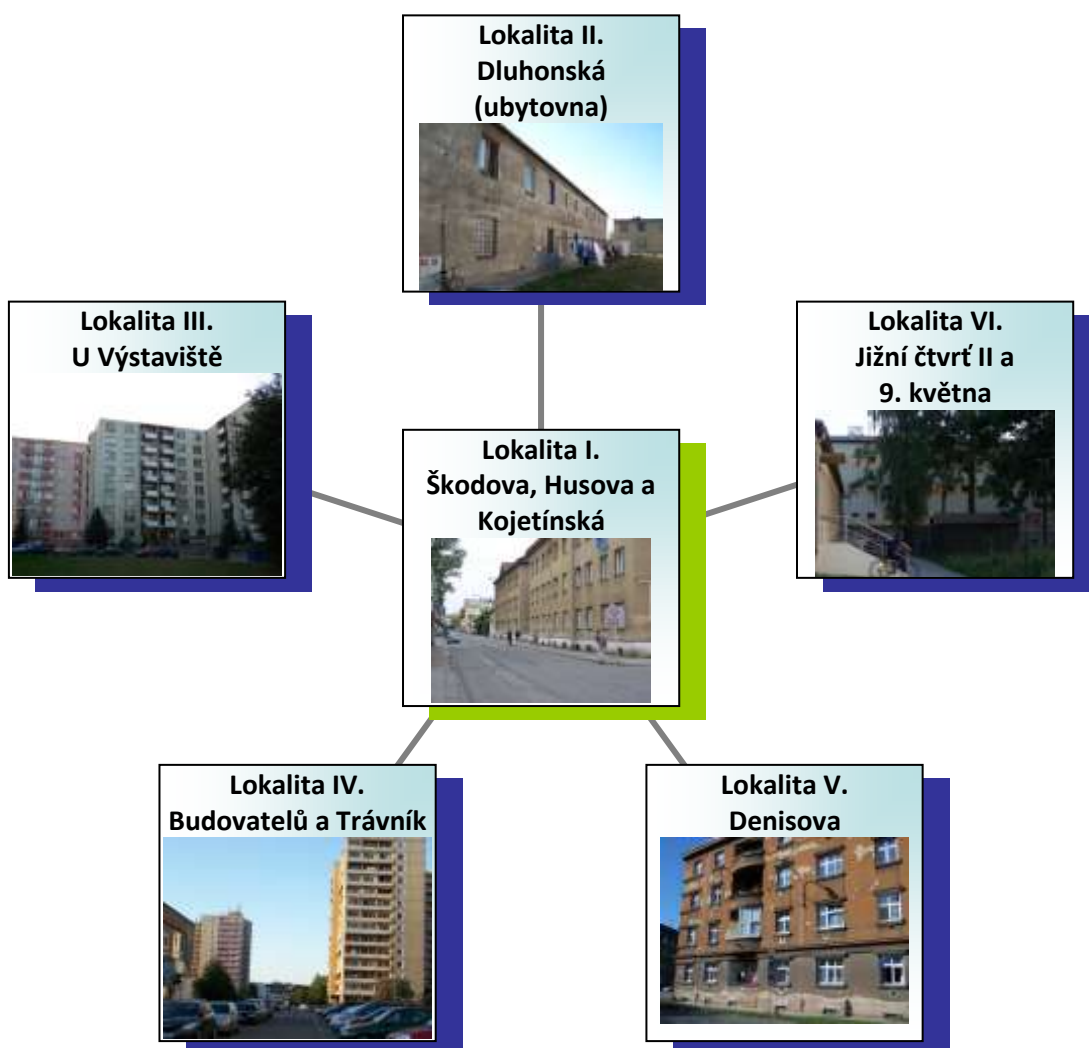 Lokalita II.
Dluhonská
(ubytovna)
Lokalita III.
U Výstaviště
Lokalita VI.
Jižní čtvrť II a
9. května
Lokalita I.
Škodova, Husova a
Kojetínská
Lokalita IV.
Budovatelů a Trávník
Lokalita V.
Denisova